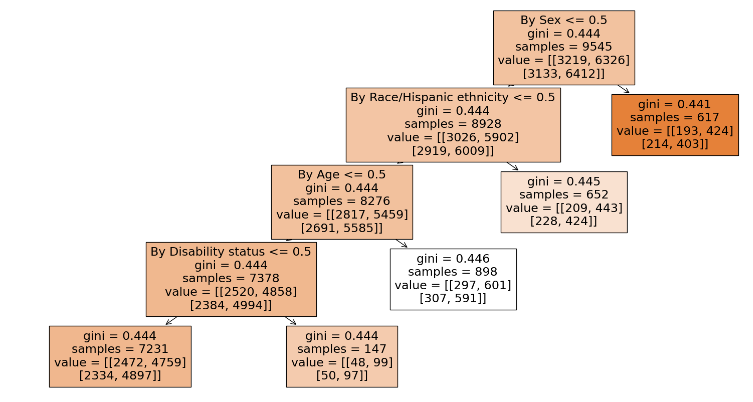 By Sex <= 0.5
gini = 0.444
samples = 9545
value = [[3219, 6326]
[3133, 6412]]
By Race/Hispanic ethnicity <= 0.5
gini = 0.444
samples = 8928
value = [[3026, 5902]
[2919, 6009]]
gini = 0.441
samples = 617
value = [[193, 424]
[214, 403]]
By Age <= 0.5
gini = 0.444
samples = 8276
value = [[2817, 5459]
[2691, 5585]]
gini = 0.445
samples = 652
value = [[209, 443]
[228, 424]]
By Disability status <= 0.5
gini = 0.444
samples = 7378
value = [[2520, 4858]
[2384, 4994]]
gini = 0.446
samples = 898
value = [[297, 601]
[307, 591]]
gini = 0.444
samples = 7231
value = [[2472, 4759]
[2334, 4897]]
gini = 0.444
samples = 147
value = [[48, 99]
[50, 97]]